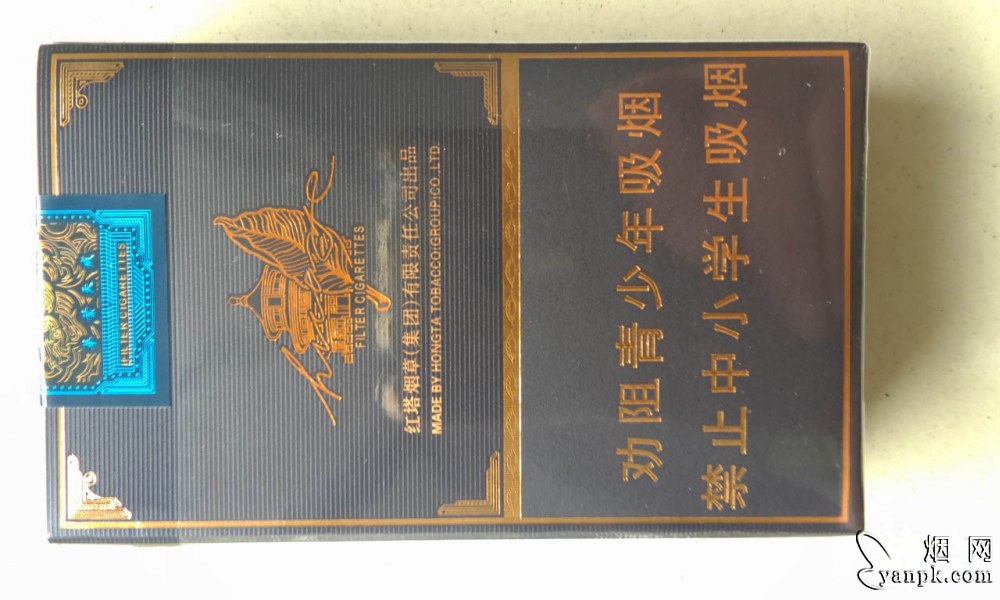 FILTER CIGARETTES
FILTER CIGARETTES
红塔烟草(集团)有限责任公司出品
MADE BY HONGTA TOBACCO(GROUP)CO.,LTD.
劝阻青少年吸烟
禁止中小学生吸烟
烟网
yanpk.com